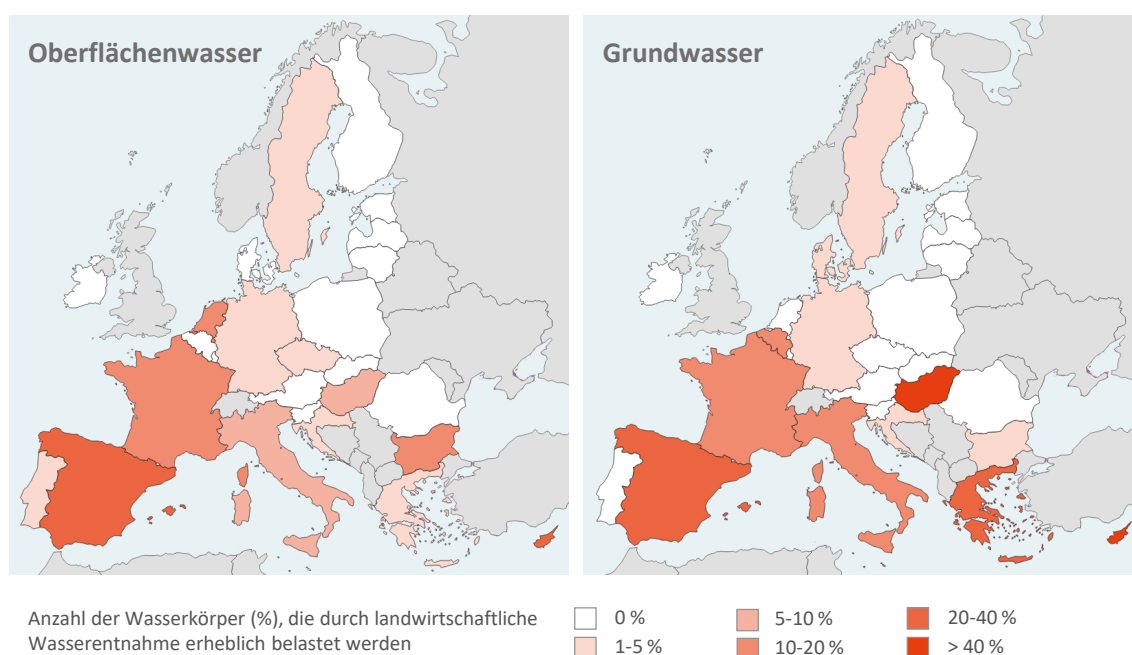 Oberflächenwasser
Grundwasser
Anzahl der Wasserkörper (%), die durch landwirtschaftliche
Wasserentnahme erheblich belastet werden
0 %
1-5 %
5-10 %
10-20 %
20-40 %
> 40 %